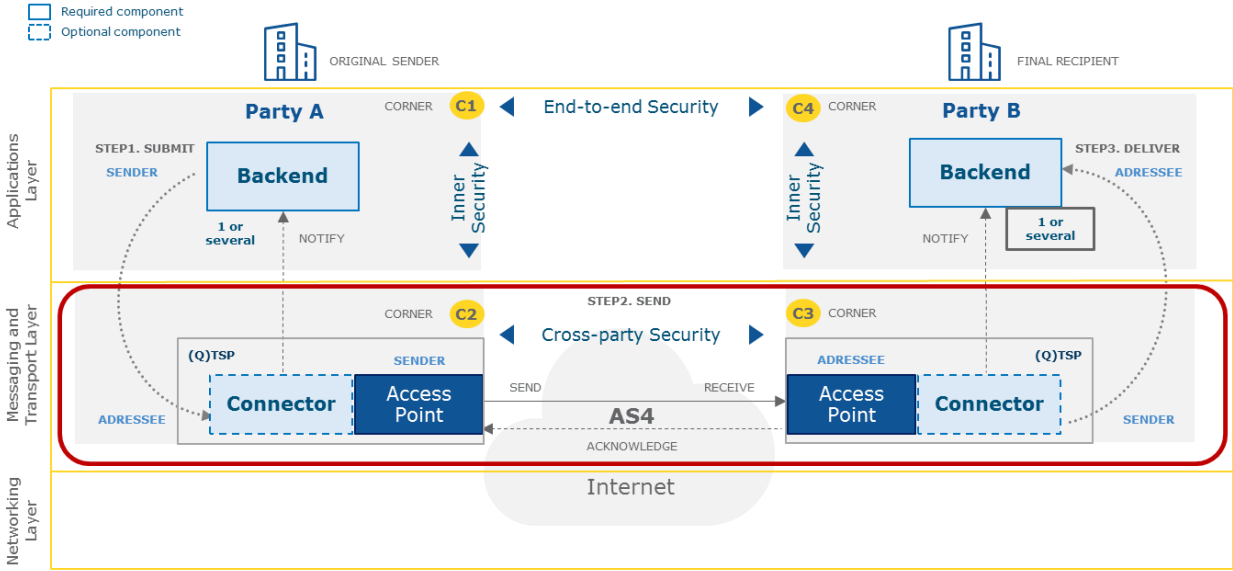 Required component
Optional component
ORIGINAL SENDER
FINAL RECIPIENT
Applications
Layer
Party A
CORNER
C1
End-to-end Security
C4
CORNER
Party B
STEP1. SUBMIT
SENDER
Backend
1 or
several
NOTIFY
Inner
Security
Inner
Security
Backend
STEP3. DELIVER
ADRESSEE
1 or
several
NOTIFY
Messaging and
Transport Layer
STEP2. SEND
CORNER
C2
Cross-party Security
C3
CORNER
(Q)TSP
SENDER
ADRESSEE
Connector
Access
Point
SEND
RECEIVE
AS4
ACKNOWLEDGE
ADRESSEE
Access
Point
Connector
(Q)TSP
SENDER
Internet
Networking
Layer